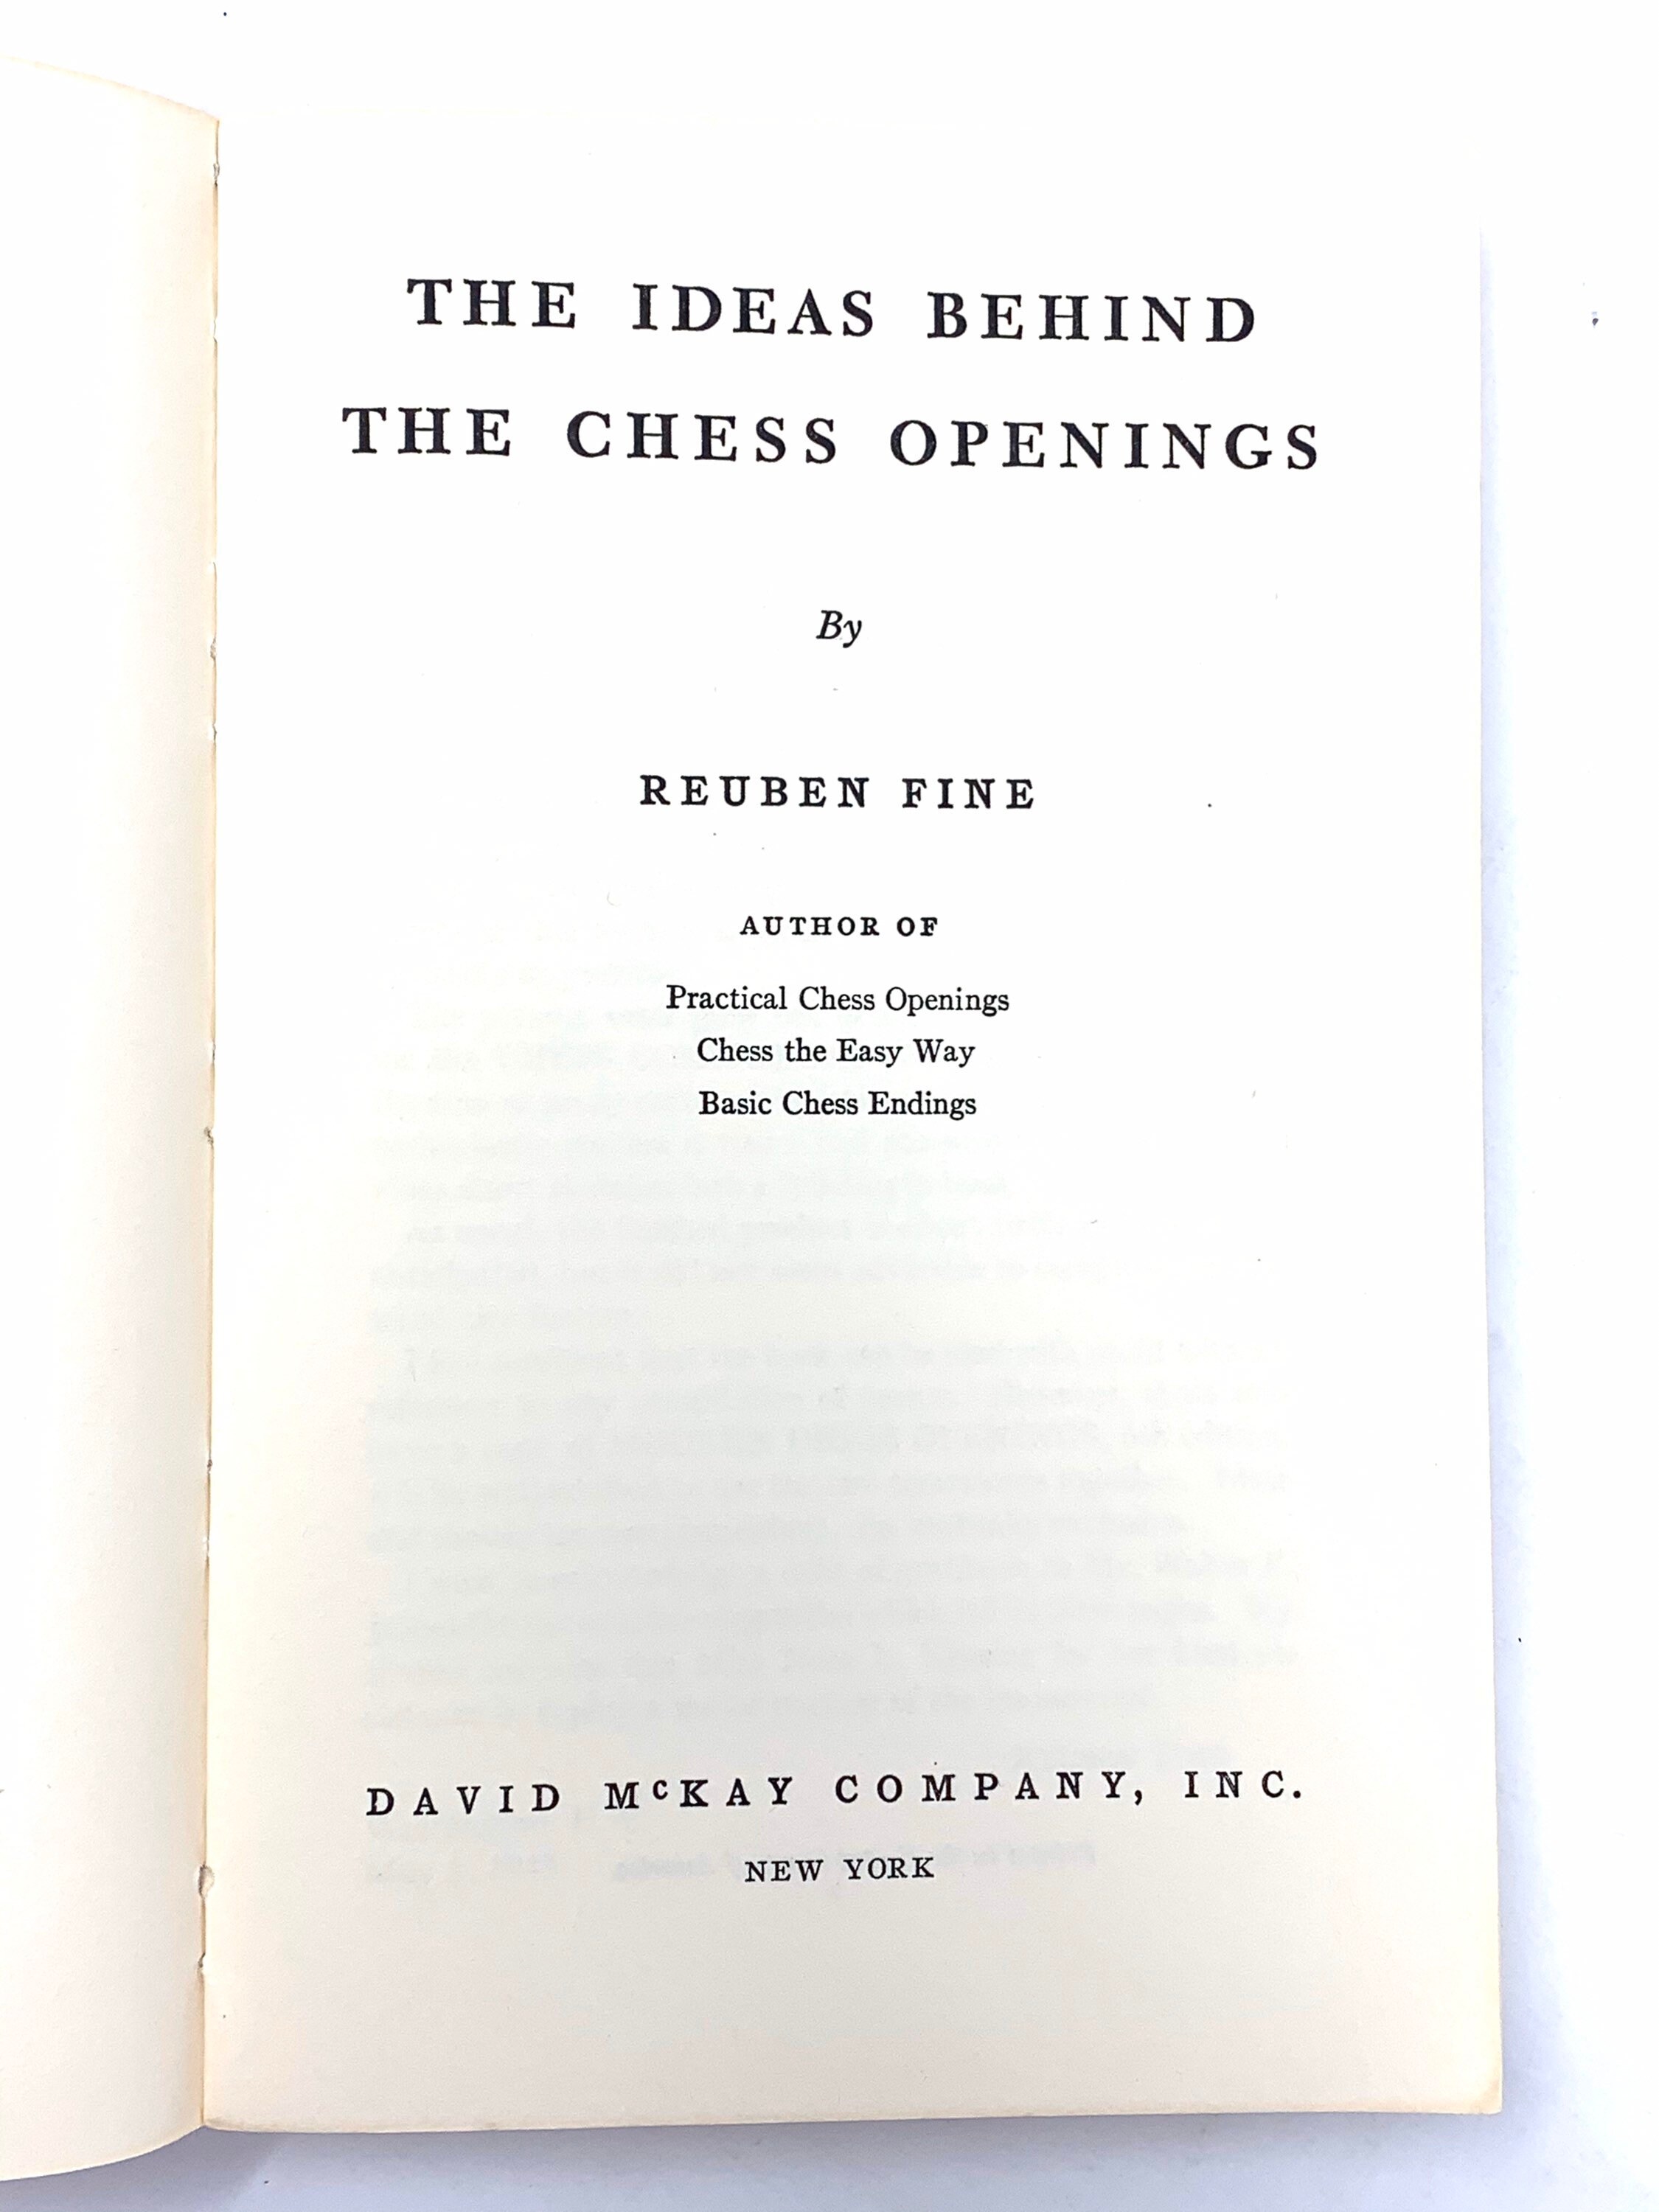 THE IDEAS BEHIND
THE CHESS OPENINGS
By
REUBEN FINE
AUTHOR OF
Practical Chess Openings
Chess the Easy Way
Basic Chess Endings
DAVID McKAY COMPANY, INC.
NEW YORK